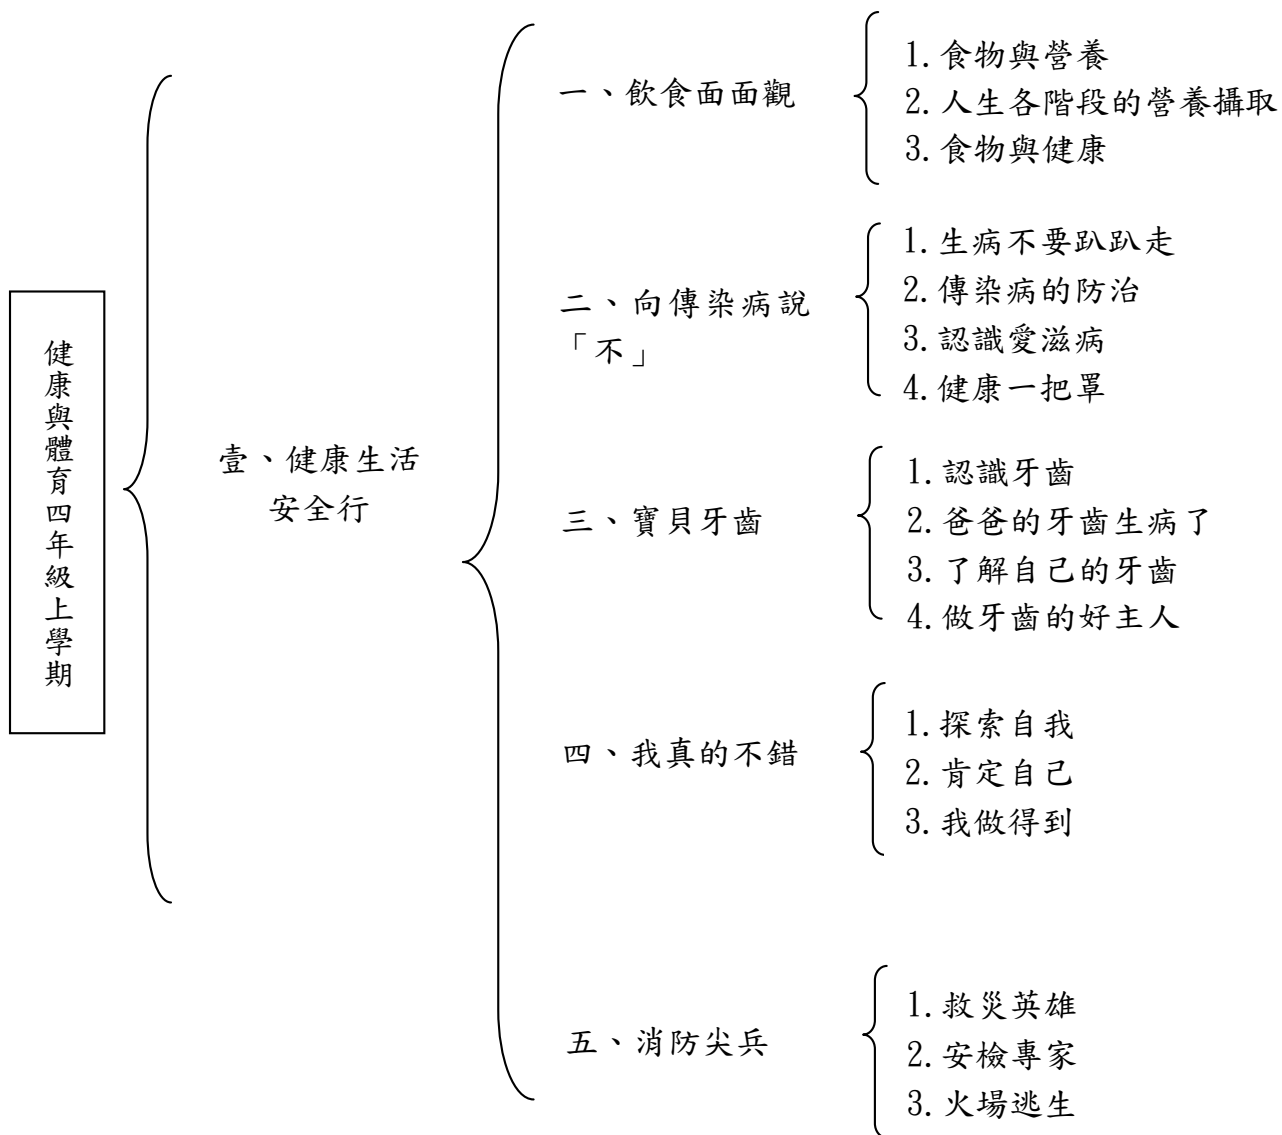 健康與體育四年級上學期
壹、健康生活
安全行
一、飲食面面觀
1.食物與營養
2.人生各階段的營養攝取
3.食物與健康
二、向傳染病說
「不」
1.生病不要趴趴走
2.傳染病的防治
3.認識愛滋病
4.健康一把罩
三、寶貝牙齒
1.認識牙齒
2.爸爸的牙齒生病了
3.了解自己的牙齒
4.做牙齒的好主人
四、我真的不錯
1.探索自我
2.肯定自己
3.我做得到
五、消防尖兵
1.救災英雄
2.安檢專家
3.火場逃生